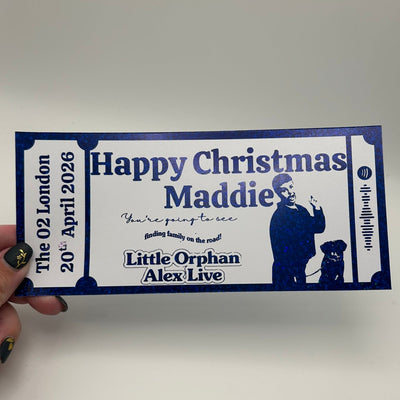 The 02 London
20th April 2026
Happy Christmas
Maddie
You're going to see
finding family on the road!
Little Orphan
Alex Live